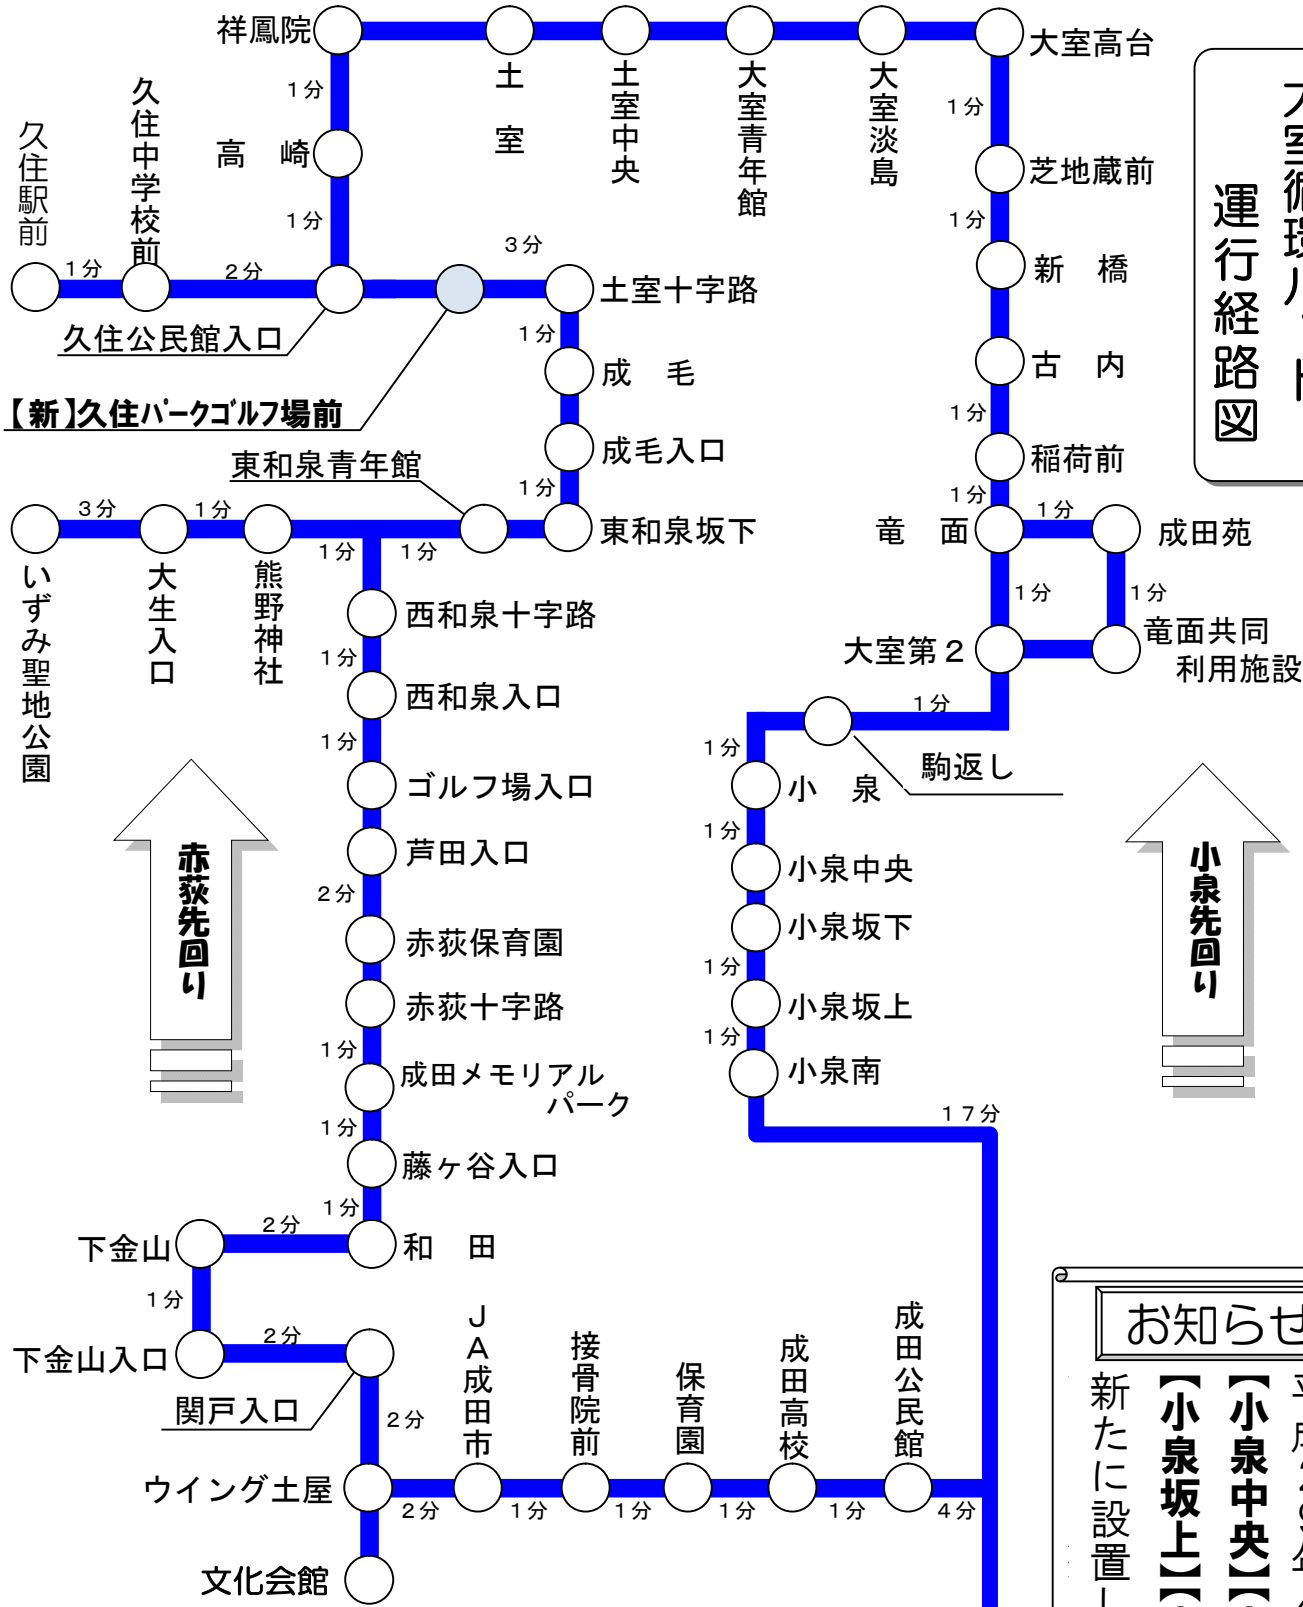 祥鳳院
土室
土室中央
大室青年館
大室淡島
大室高台
1分
1分
久住駅前
久住中学校前
高　崎
芝地蔵前
1分
1分
運行経路図
新　橋
1分
2分
3分
土室十字路
久住公民館入口
1分
成　毛
古　内
1分
【新】久住パークゴルフ場前
成毛入口
稲荷前
東和泉青年館
1分
1分
3分
1分
1分
1分
東和泉坂下
竜　面
1分
成田苑
いずみ聖地公園
大生入口
熊野神社
西和泉十字路
1分
1分
竜面共同
利用施設
大室第2
1分
西和泉入口
1分
1分
1分
駒返し
ゴルフ場入口
小　泉
1分
芦田入口
小泉中央
赤荻先回り
小泉先回り
2分
赤荻保育園
小泉坂下
1分
赤荻十字路
小泉坂上
1分
1分
成田メモリアル
パーク
小泉南
1分
17分
藤ヶ谷入口
1分
下金山
2分
和　田
1分
下金山入口
2分
関戸入口
2分
JA成田市
接骨院前
保育園
成田高校
成田公民館
ウイング土屋
2分
1分
1分
1分
1分
4分
文化会館
お知らせ
【小泉中央】
【小泉坂上】
新たに設置し